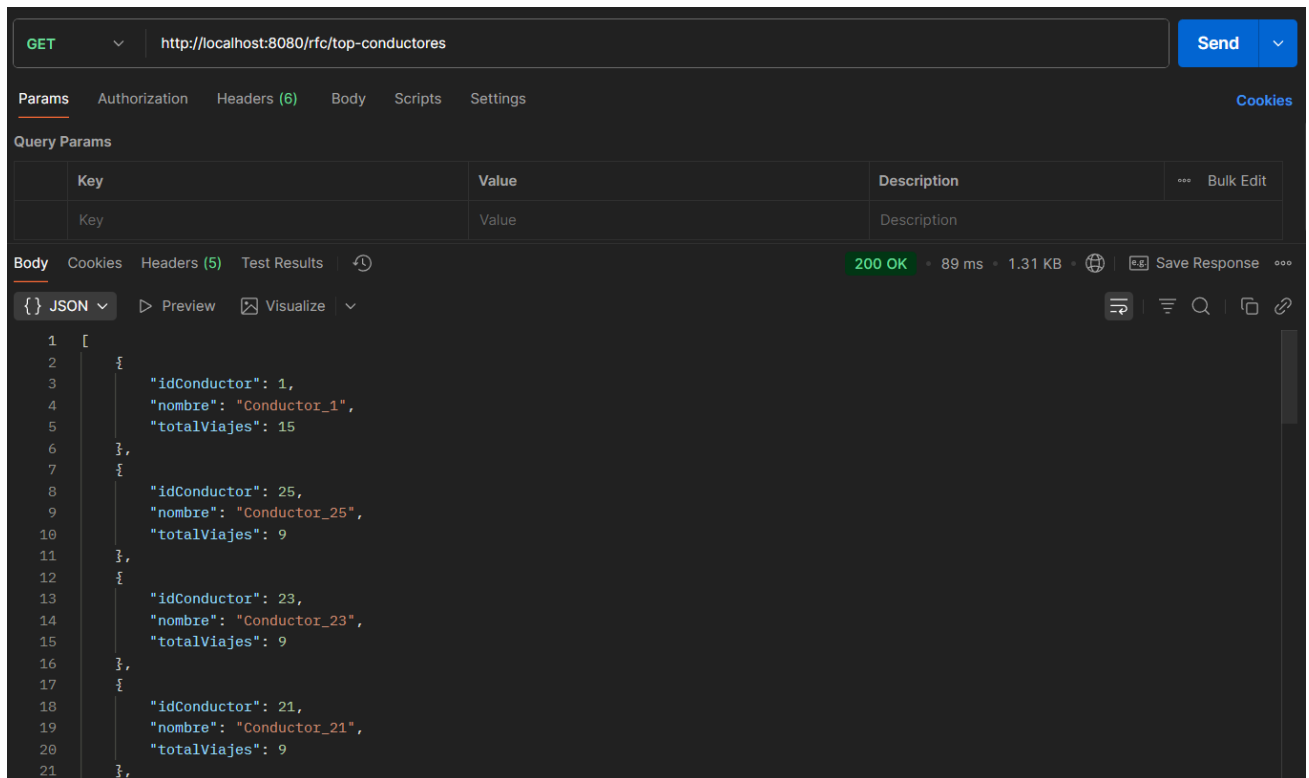 GET http://localhost:8080/rfc/top-conductores Send
Params Authorization Headers (6) Body Scripts Settings Cookies
Query Params
Key Value Description Bulk Edit
Key Value Description
Body Cookies Headers (5) Test Results 200 OK • 89 ms • 1.31 KB • e.g. Save Response
{} JSON Preview Visualize
1 [
2 {
3 "idConductor": 1,
4 "nombre": "Conductor_1",
5 "totalViajes": 15
6 },
7 {
8 "idConductor": 25,
9 "nombre": "Conductor_25",
10 "totalViajes": 9
11 },
12 {
13 "idConductor": 23,
14 "nombre": "Conductor_23",
15 "totalViajes": 9
16 },
17 {
18 "idConductor": 21,
19 "nombre": "Conductor_21",
20 "totalViajes": 9
21 },